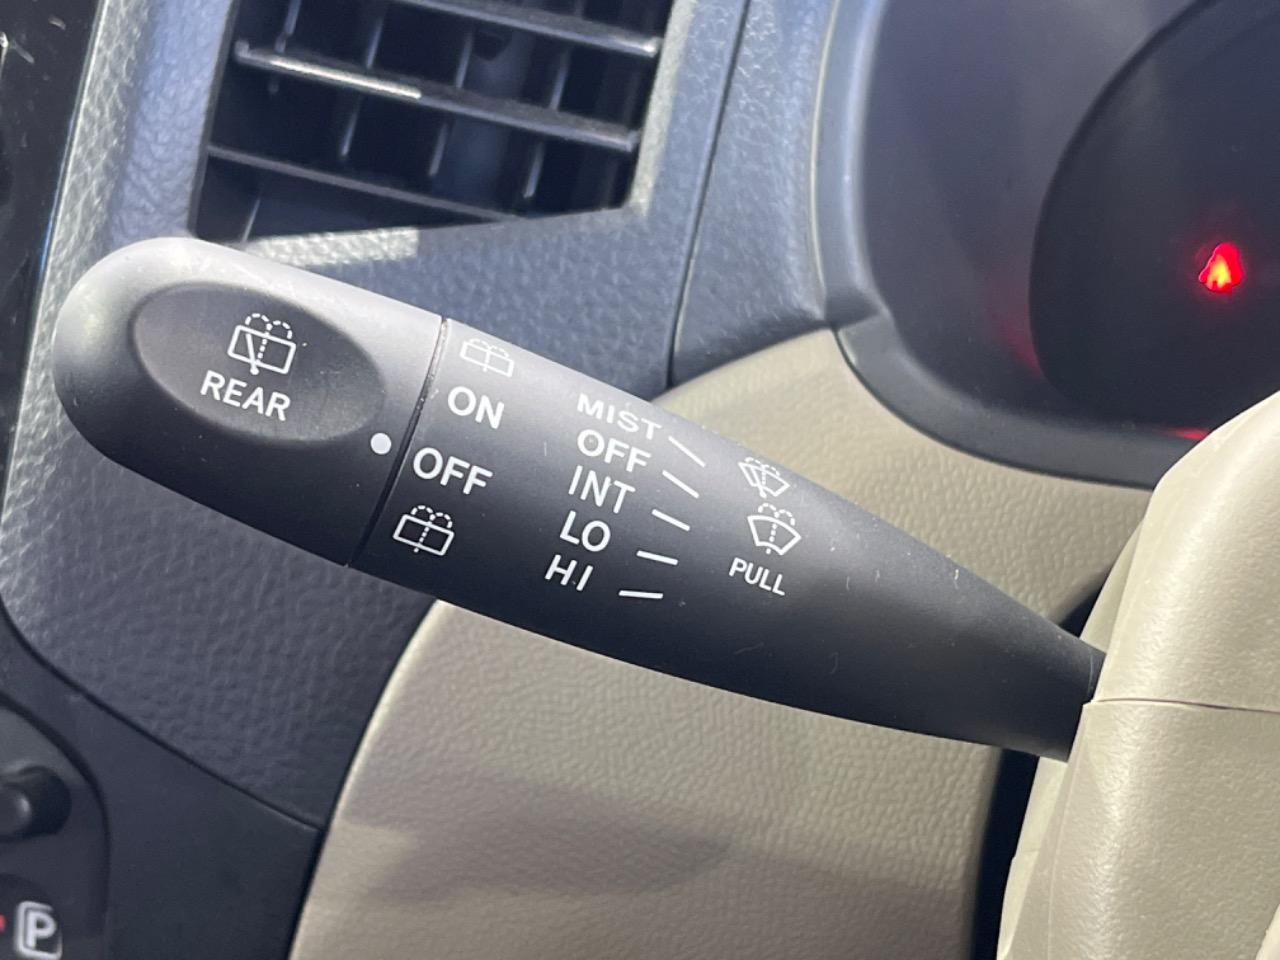 REAR
ON
OFF
MIST
OFF
INT
LO
HI
PULL
P